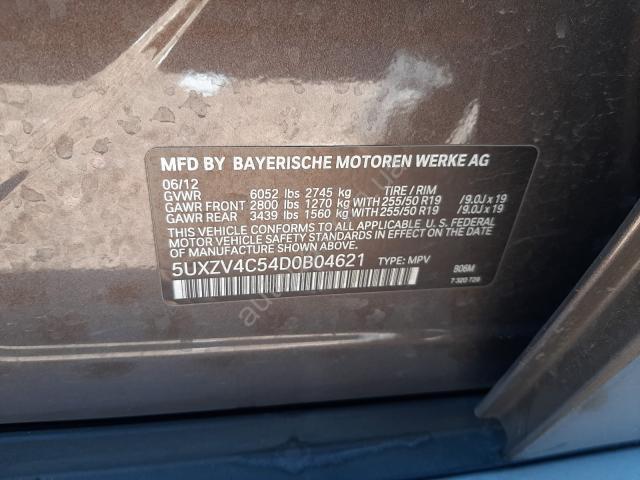 MFD BY BAYERISCHE MOTOREN WERKE AG
06/12
GVWR 6052 lbs 2745 kg TIRE / RIM
GAWR FRONT 2800 lbs 1270 kg WITH 255/50 R19 /9.0J x 19
GAWR REAR 3439 lbs 1560 kg WITH 255/50 R19 /9.0J x 19
THIS VEHICLE CONFORMS TO ALL APPLICABLE U.S. FEDERAL
MOTOR VEHICLE SAFETY STANDARDS IN EFFECT
ON THE DATE OF MANUFACTURE SHOWN ABOVE.
5UXZV4C54D0B04621 TYPE: MPV 806M
7 320 729